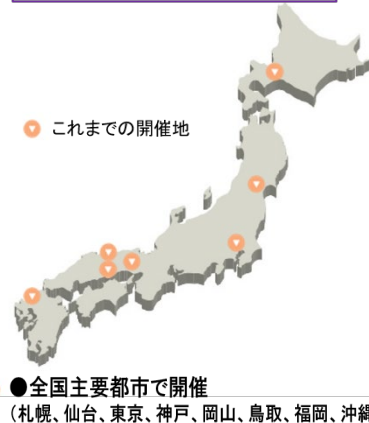 これまでの開催地
●全国主要都市で開催
(札幌、仙台、東京、神戸、岡山、鳥取、福岡、沖縄